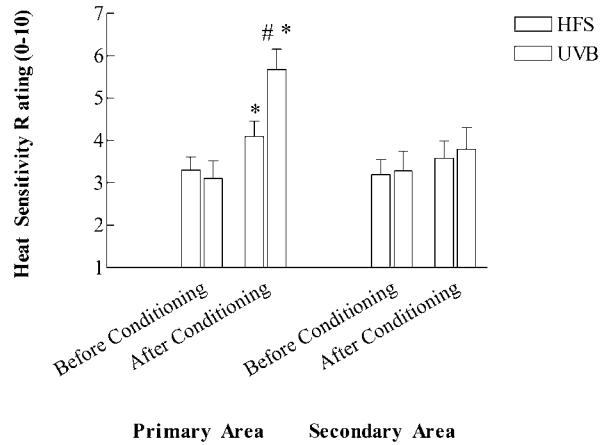 Heat Sensitivity R ating (0-10)
7
6
5
4
3
2
1
# *
*
HFS
UVB
Before Conditioning
After Conditioning
Before Conditioning
After Conditioning
Primary Area
Secondary Area